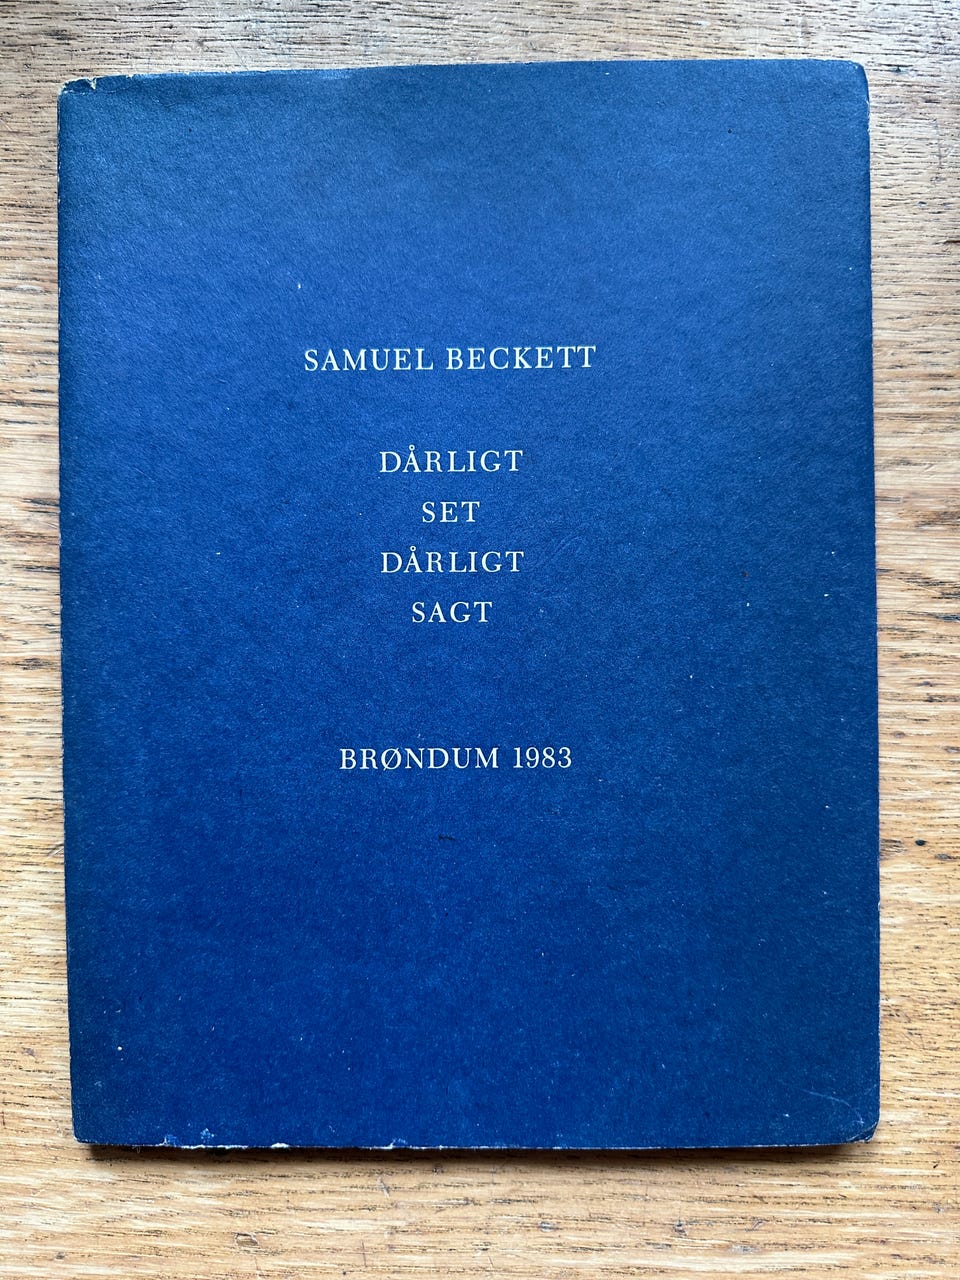 SAMUEL BECKETT
DÅRLIGT
SET
DÅRLIGT
SAGT
BRØNDUM 1983